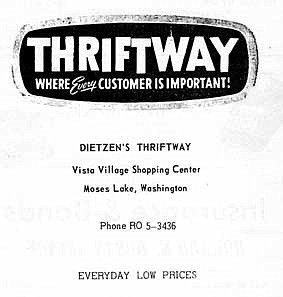 THRIFTWAY
WHERE Every CUSTOMER IS IMPORTANT!
DIETZEN'S THRIFTWAY
Vista Village Shopping Center
Moses Lake, Washington
Phone RO 5-3436
EVERYDAY LOW PRICES